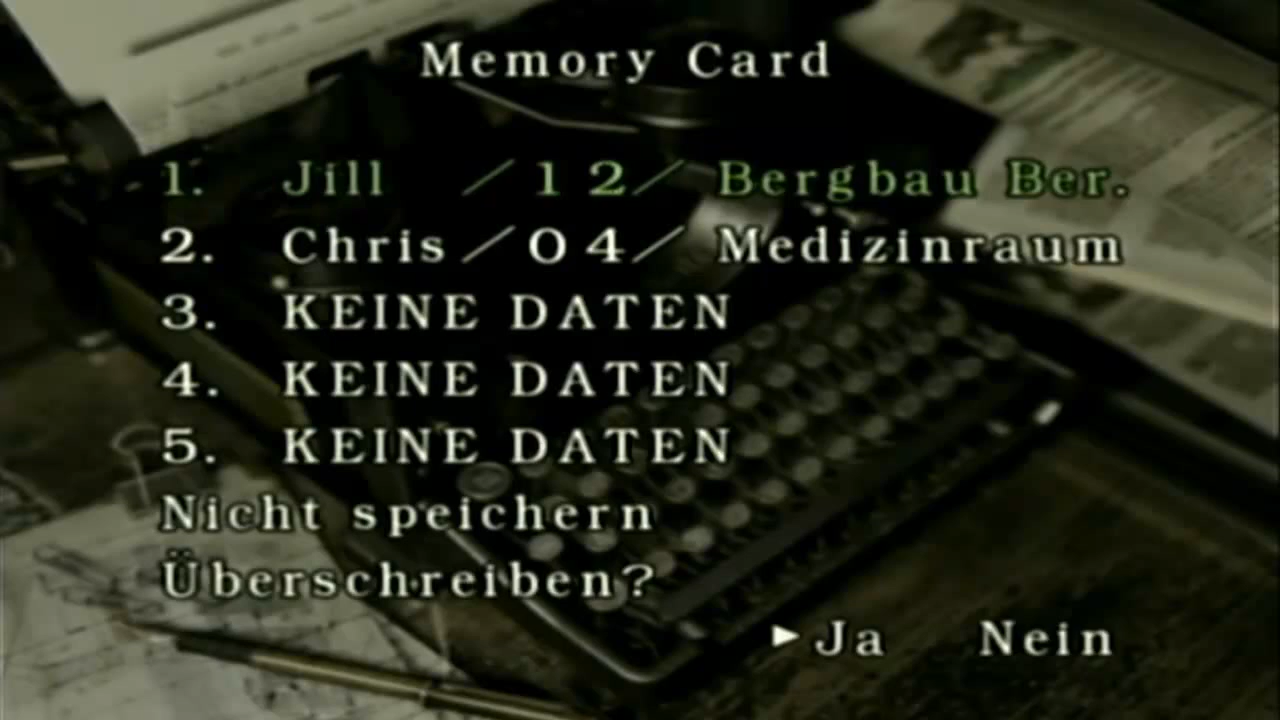 Memory Card
1. Jill /12/ Bergbau Ber.
2. Chris/04/ Medizinraum
3. KEINE DATEN
4. KEINE DATEN
5. KEINE DATEN
Nicht speichern
Überschreiben?
►Ja Nein